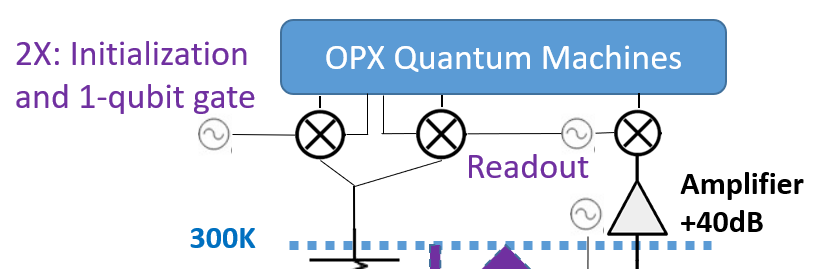 2X: Initialization
and 1-qubit gate
OPX Quantum Machines
Readout
Amplifier
+40dB
300K